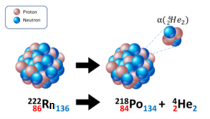 Proton
Neutron
α(⁴₂He₂)
²²²₈₆Rn₁₃₆
²¹⁸₈₄Po₁₃₄ + ⁴₂He₂